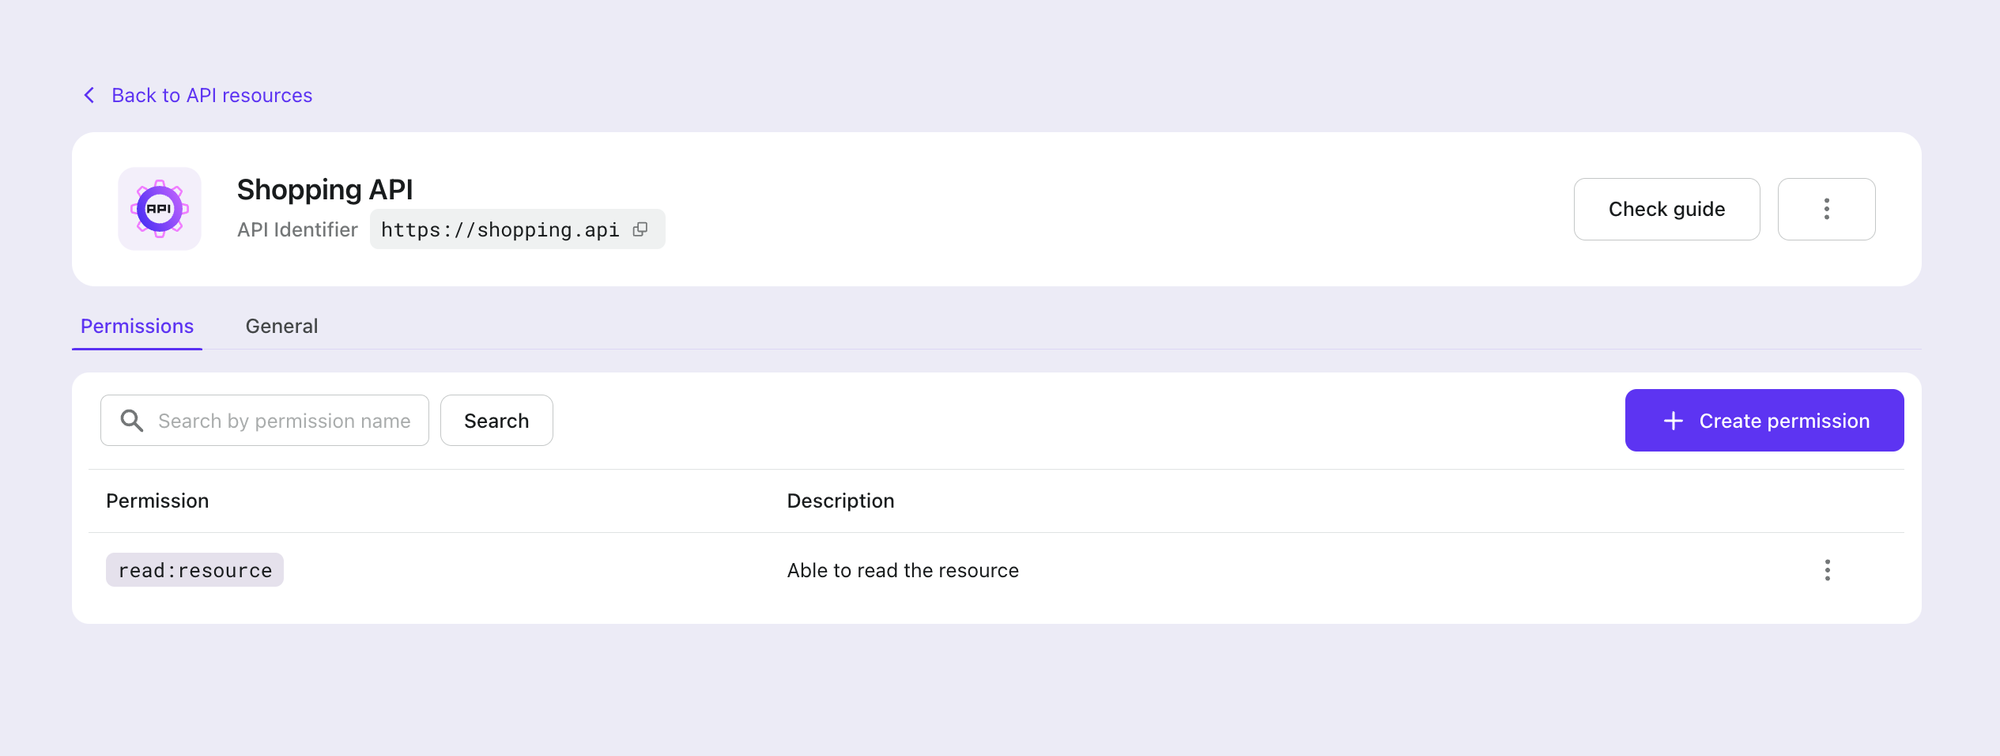 Back to API resources
API
Shopping API
API Identifier https://shopping.api
Check guide
Permissions General
Search by permission name Search
Create permission
Permission Description
read:resource Able to read the resource